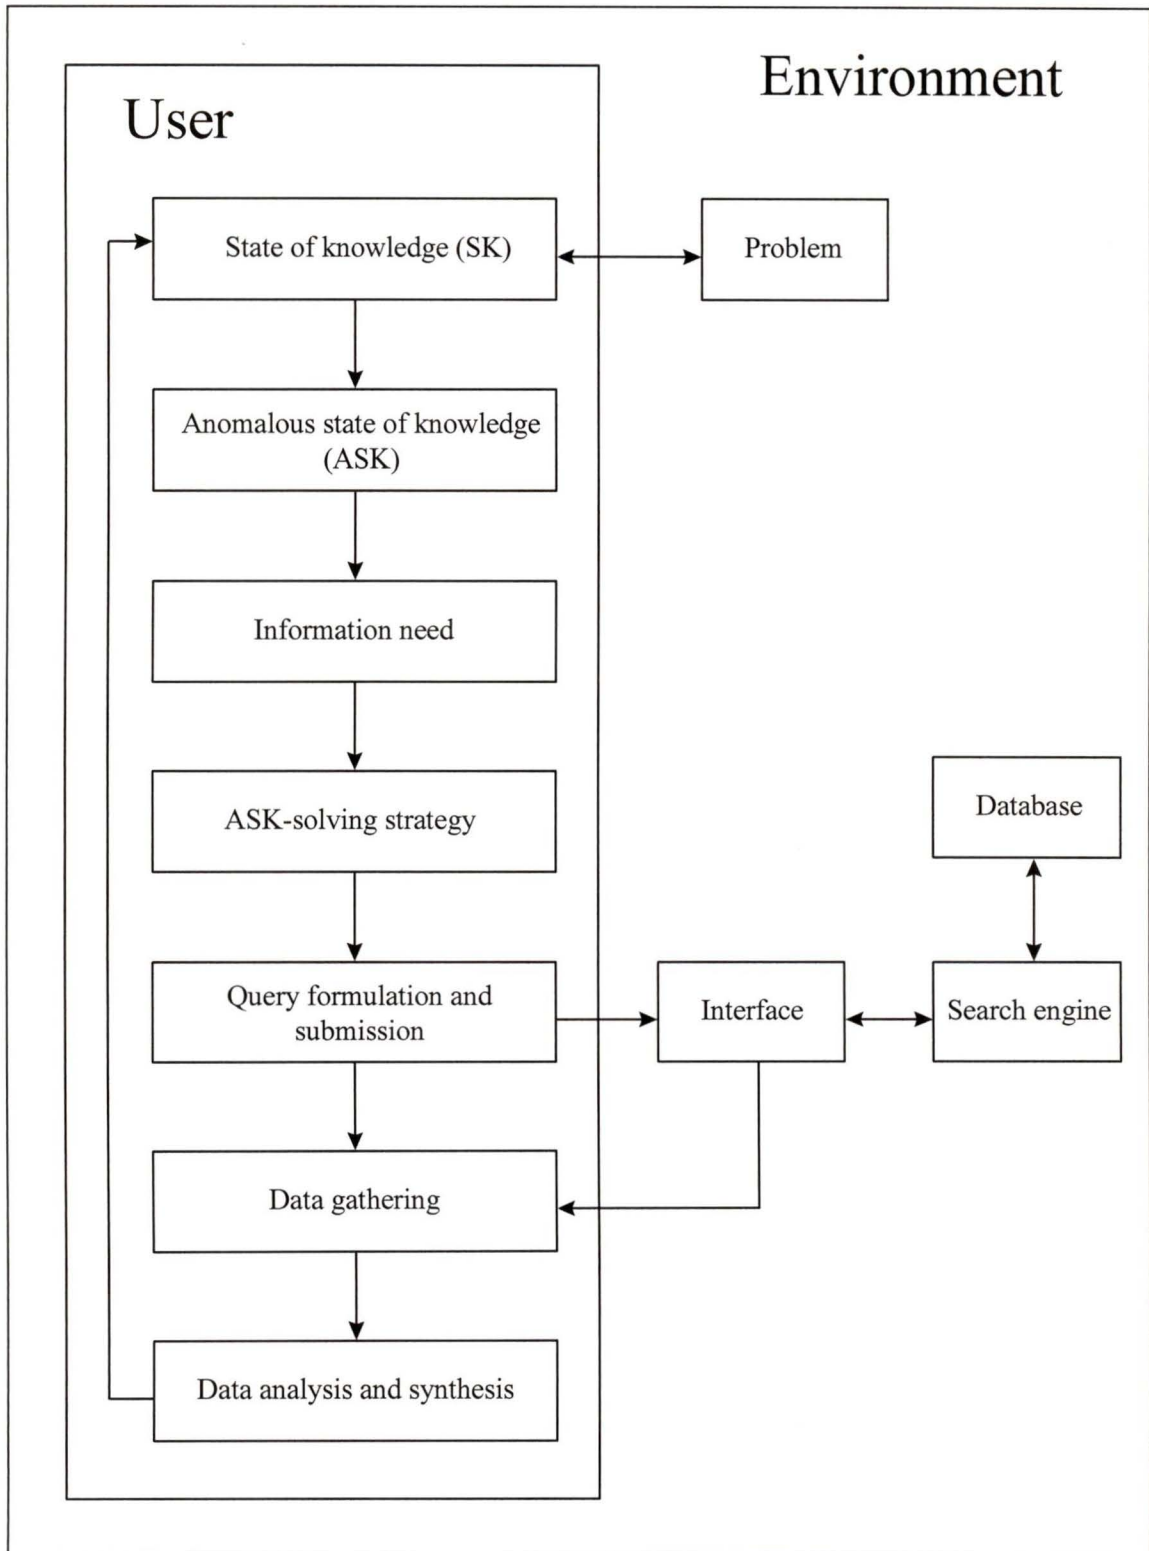 Environment
User
State of knowledge (SK)
Problem
Anomalous state of knowledge
(ASK)
Information need
ASK-solving strategy
Database
Query formulation and
submission
Interface
Search engine
Data gathering
Data analysis and synthesis